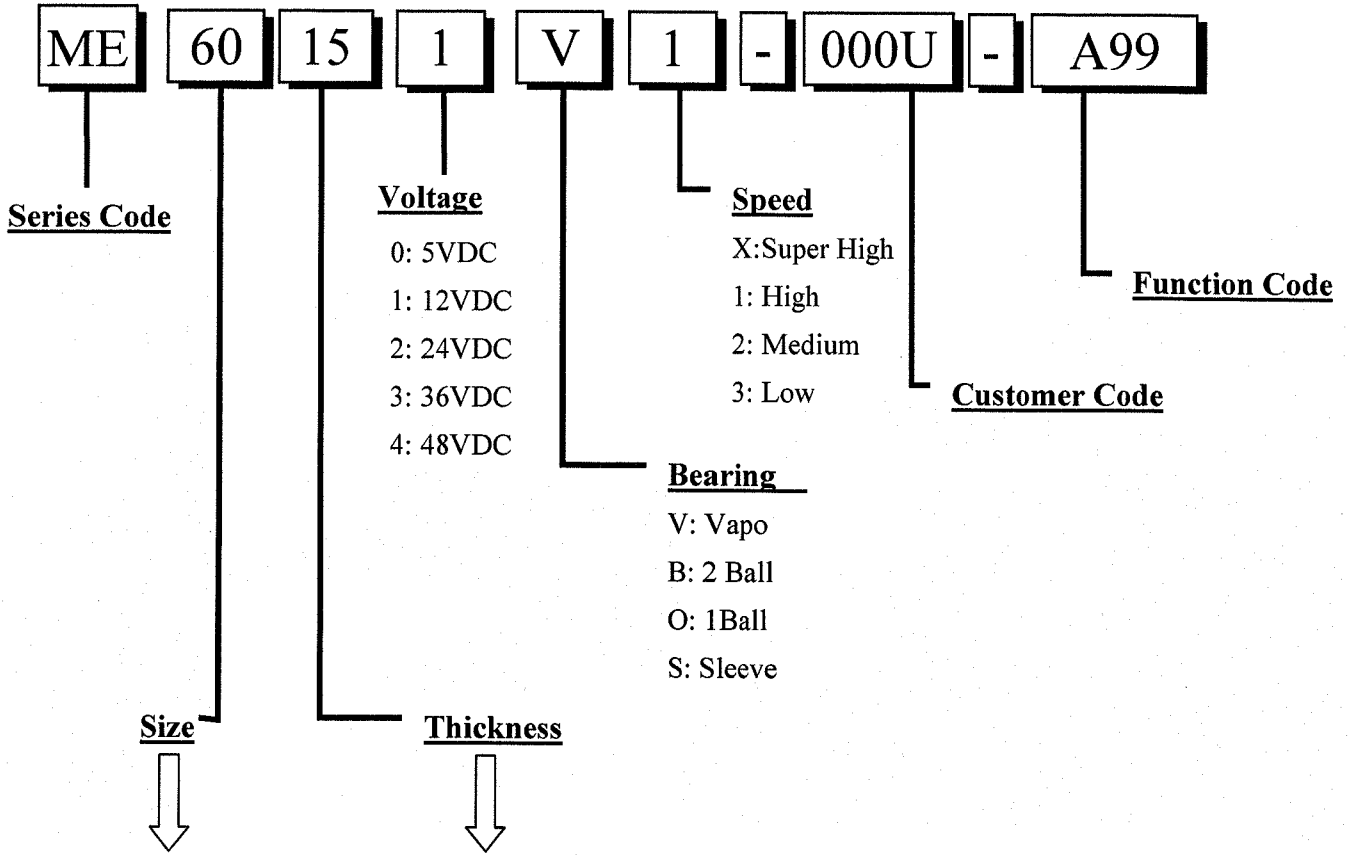 ME 60 15 1 V 1 - 000U - A99
Series Code
Voltage
0: 5VDC
1: 12VDC
2: 24VDC
3: 36VDC
4: 48VDC
Speed
X:Super High
1: High
2: Medium
3: Low
Function Code
Customer Code
Bearing
V: Vapo
B: 2 Ball
O: 1Ball
S: Sleeve
Size
Thickness